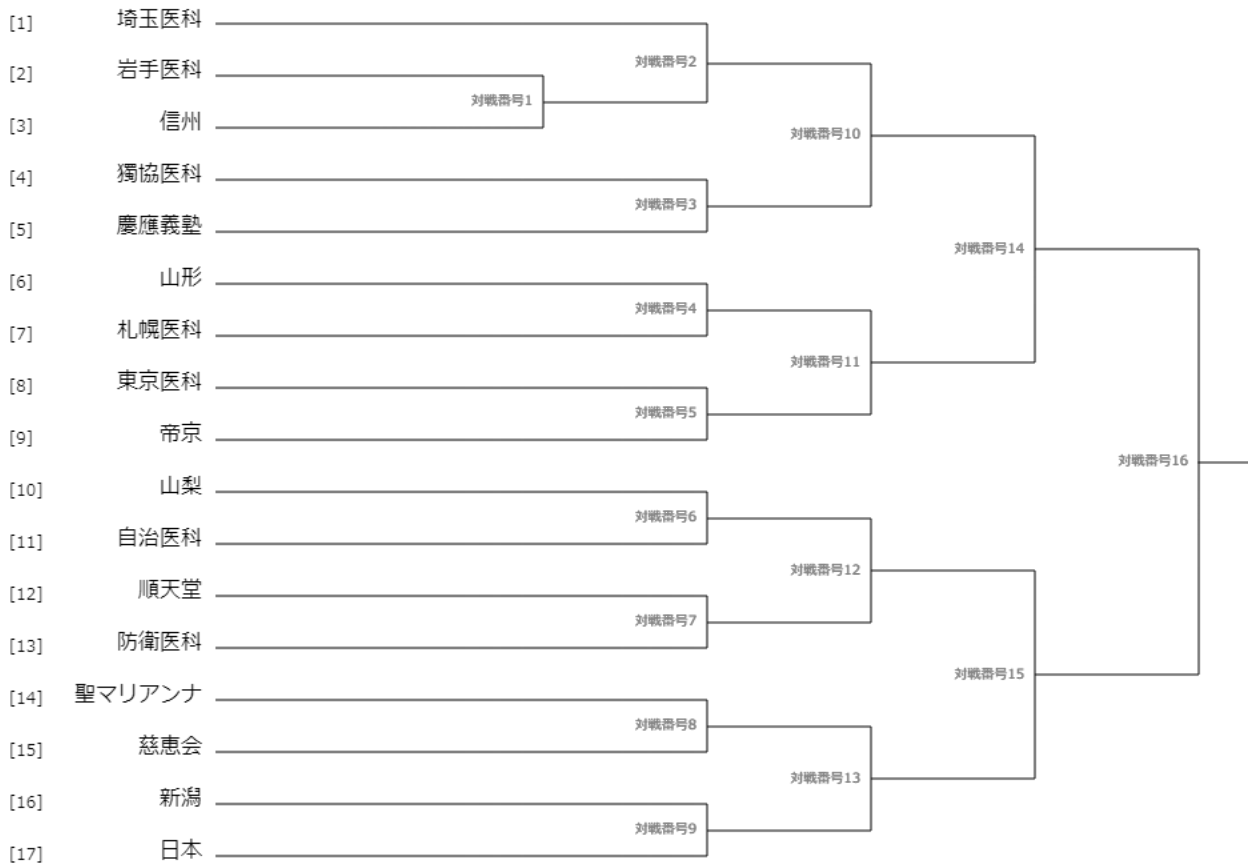 [1] 埼玉医科
対戦番号2
[2] 岩手医科
対戦番号1
[3] 信州
対戦番号10
[4] 獨協医科
対戦番号3
[5] 慶應義塾
対戦番号14
[6] 山形
対戦番号4
[7] 札幌医科
対戦番号11
[8] 東京医科
対戦番号5
[9] 帝京
対戦番号16
[10] 山梨
対戦番号6
[11] 自治医科
対戦番号12
[12] 順天堂
対戦番号7
[13] 防衛医科
対戦番号15
[14] 聖マリアンナ
対戦番号8
[15] 慈恵会
対戦番号13
[16] 新潟
対戦番号9
[17] 日本